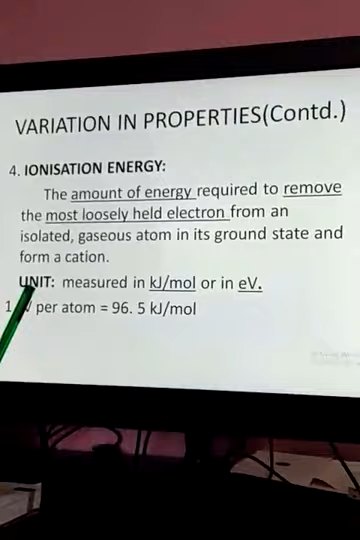 VARIATION IN PROPERTIES(Contd.)
4. IONISATION ENERGY:
The amount of energy required to remove
the most loosely held electron from an
isolated, gaseous atom in its ground state and
form a cation.
UNIT: measured in kJ/mol or in eV.
1 V per atom = 96. 5 kJ/mol